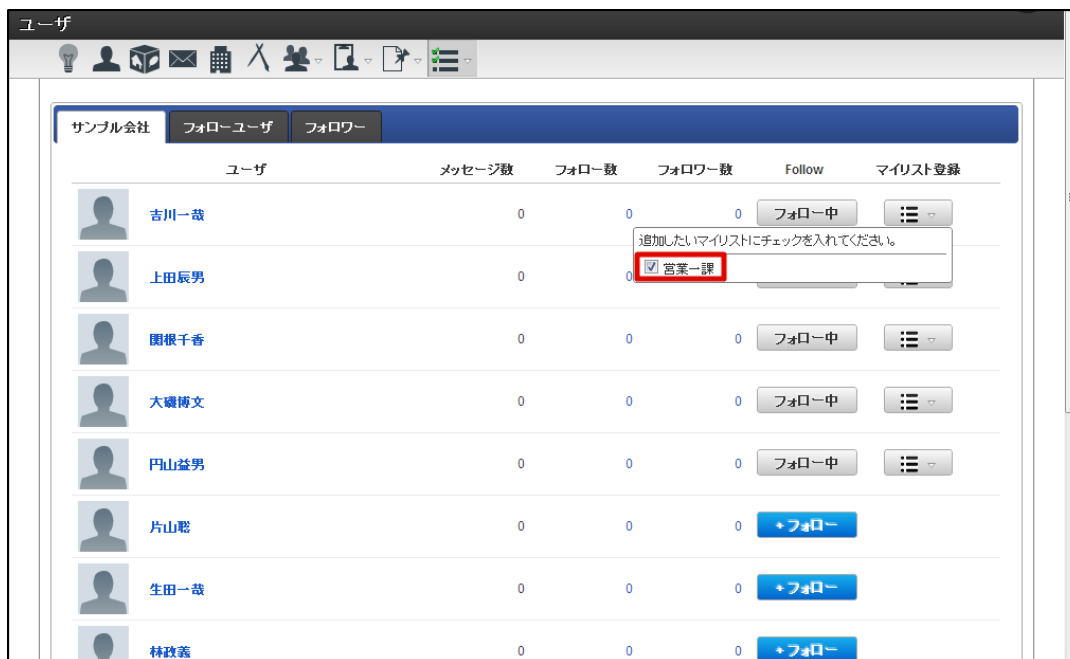 ユーザ
サンプル会社 フォローユーザ フォロワー
ユーザ メッセージ数 フォロー数 フォロワー数 Follow マイリスト登録
吉川一哉 0 0 0 フォロー中
追加したいマイリストにチェックを入れてください。
営業一課
上田辰男 0 0
関根千香 0 0 0 フォロー中
大磯博文 0 0 0 フォロー中
円山益男 0 0 0 フォロー中
片山聡 0 0 0 +フォロー
生田一哉 0 0 0 +フォロー
林政義 0 0 0 +フォロー